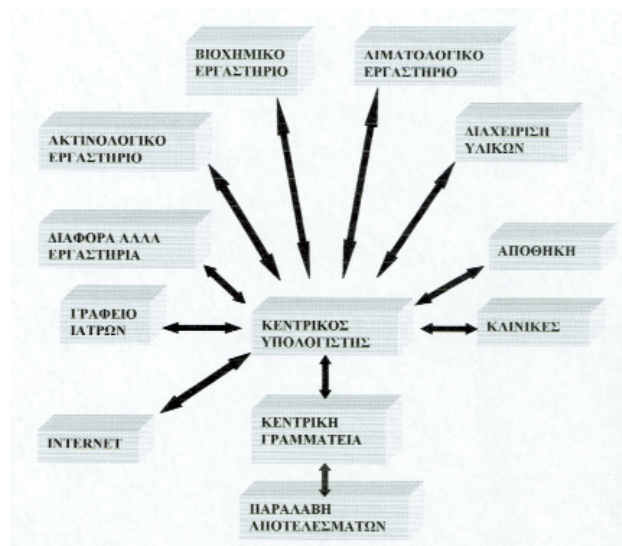 ΒΙΟΧΗΜΙΚΟ
ΕΡΓΑΣΤΗΡΙΟ
ΑΙΜΑΤΟΛΟΓΙΚΟ
ΕΡΓΑΣΤΗΡΙΟ
ΑΚΤΙΝΟΛΟΓΙΚΟ
ΕΡΓΑΣΤΗΡΙΟ
ΔΙΑΧΕΙΡΙΣΗ
ΥΛΙΚΩΝ
ΔΙΑΦΟΡΑ ΑΛΛΑ
ΕΡΓΑΣΤΗΡΙΑ
ΑΠΟΘΗΚΗ
ΓΡΑΦΕΙΟ
ΙΑΤΡΩΝ
ΚΕΝΤΡΙΚΟΣ
ΥΠΟΛΟΓΙΣΤΗΣ
ΚΛΙΝΙΚΕΣ
INTERNET
ΚΕΝΤΡΙΚΗ
ΓΡΑΜΜΑΤΕΙΑ
ΠΑΡΑΛΑΒΗ
ΑΠΟΤΕΛΕΣΜΑΤΩΝ